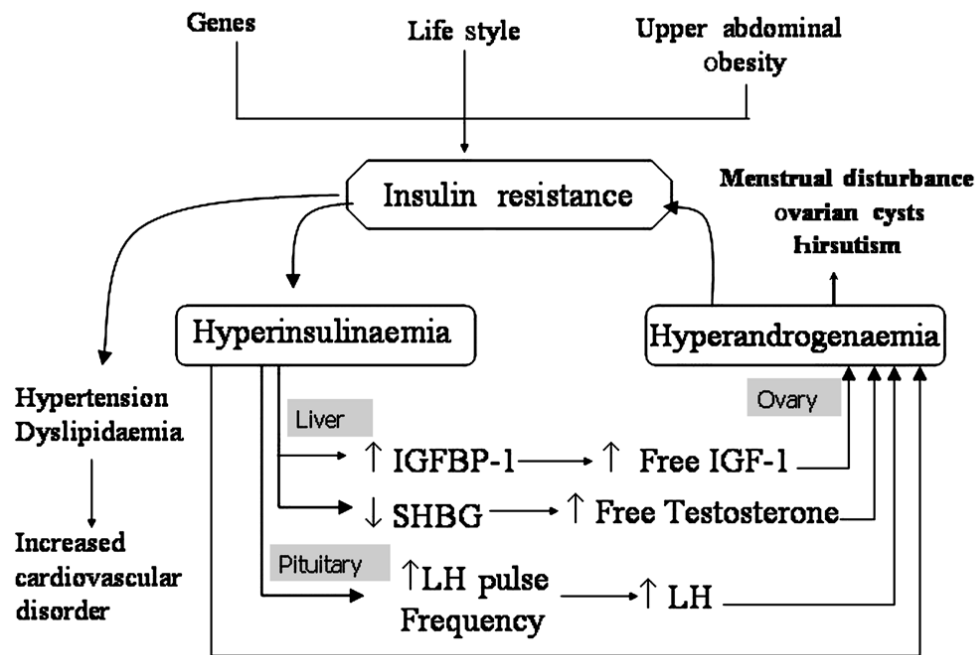 Genes
Life style
Upper abdominal
obesity
Insulin resistance
Menstrual disturbance
ovarian cysts
hirsutism
Hyperinsulinaemia
Hyperandrogenaemia
Hypertension
Dyslipidaemia
Liver
Ovary
↑ IGFBP-1
↑ Free IGF-1
↓ SHBG
↑ Free Testosterone
Increased
cardiovascular
disorder
Pituitary
↑LH pulse
Frequency
↑ LH